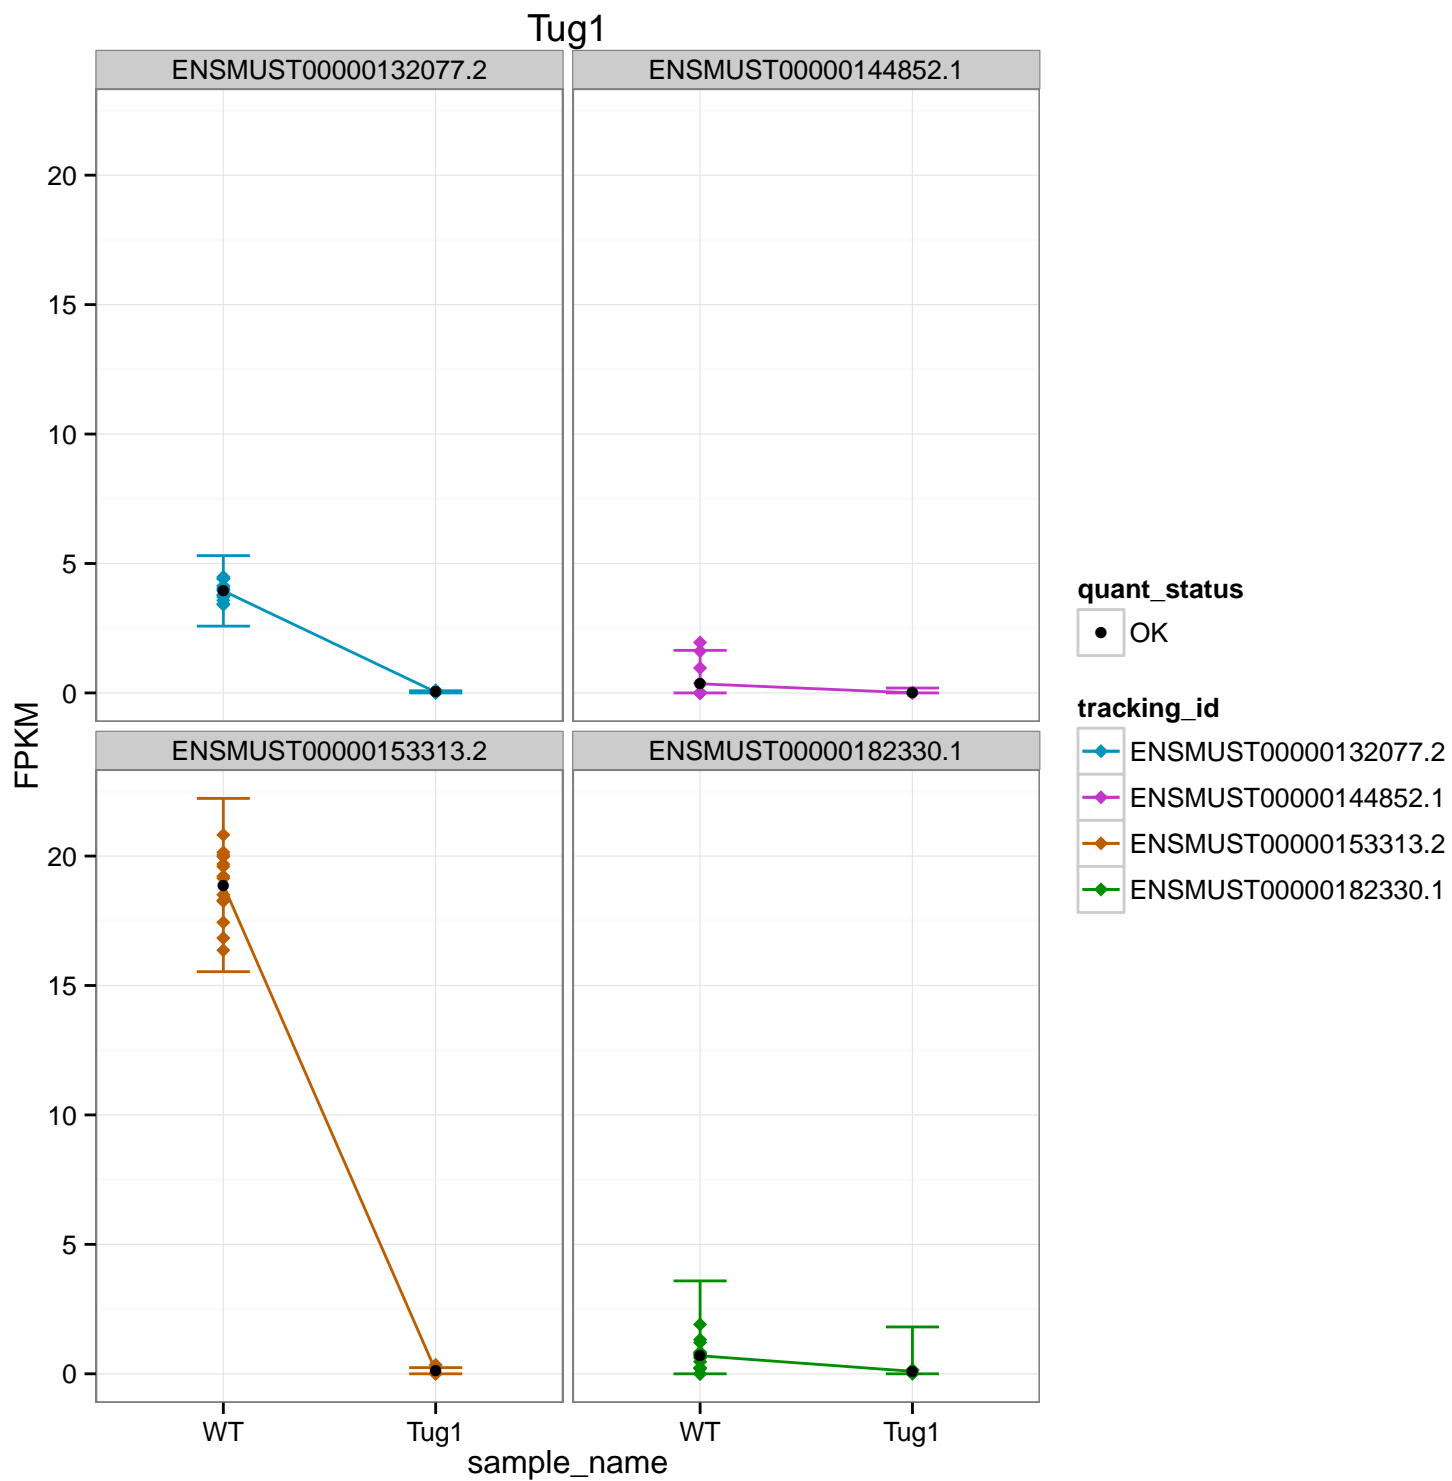 Tug1
ENSMUST00000132077.2 ENSMUST00000144852.1
20
15
10
5
0
ENSMUST00000153313.2 ENSMUST00000182330.1
20
15
10
5
0
FPKM
WT Tug1 WT Tug1
sample_name
quant_status
OK
tracking_id
ENSMUST00000132077.2
ENSMUST00000144852.1
ENSMUST00000153313.2
ENSMUST00000182330.1